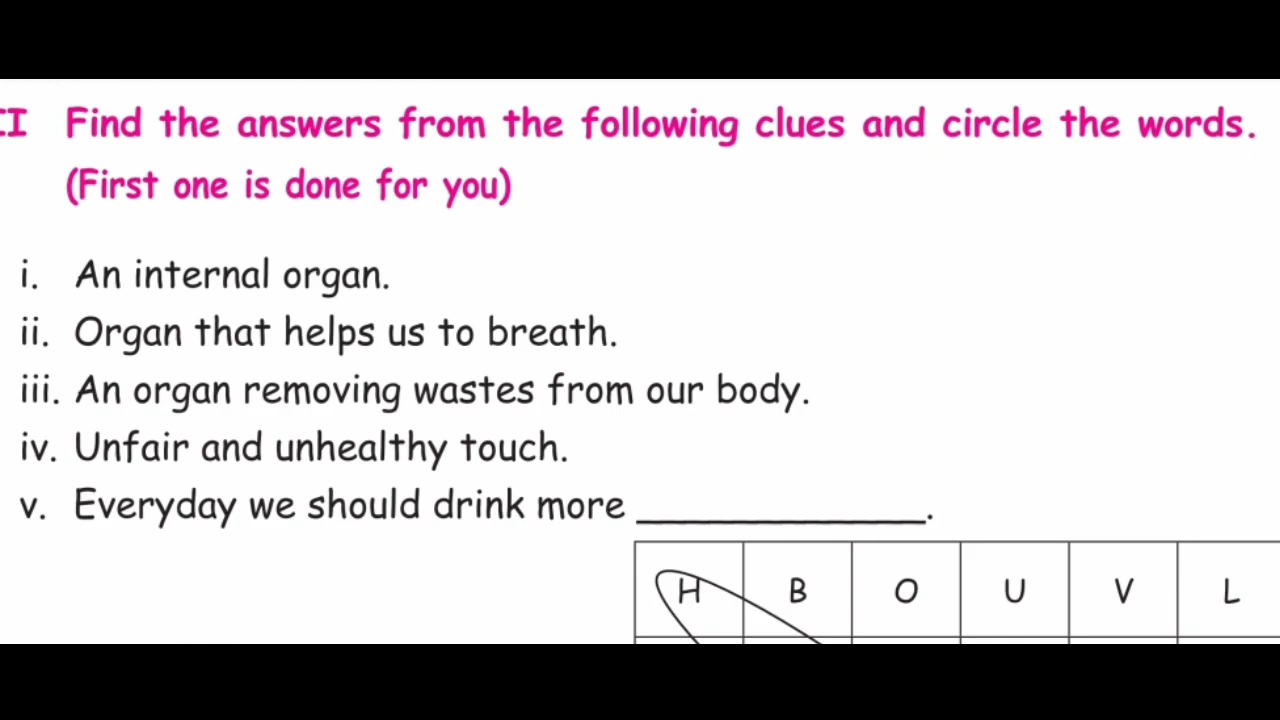 II Find the answers from the following clues and circle the words.
(First one is done for you)
i. An internal organ.
ii. Organ that helps us to breath.
iii. An organ removing wastes from our body.
iv. Unfair and unhealthy touch.
v. Everyday we should drink more _______________.
H B O U V L